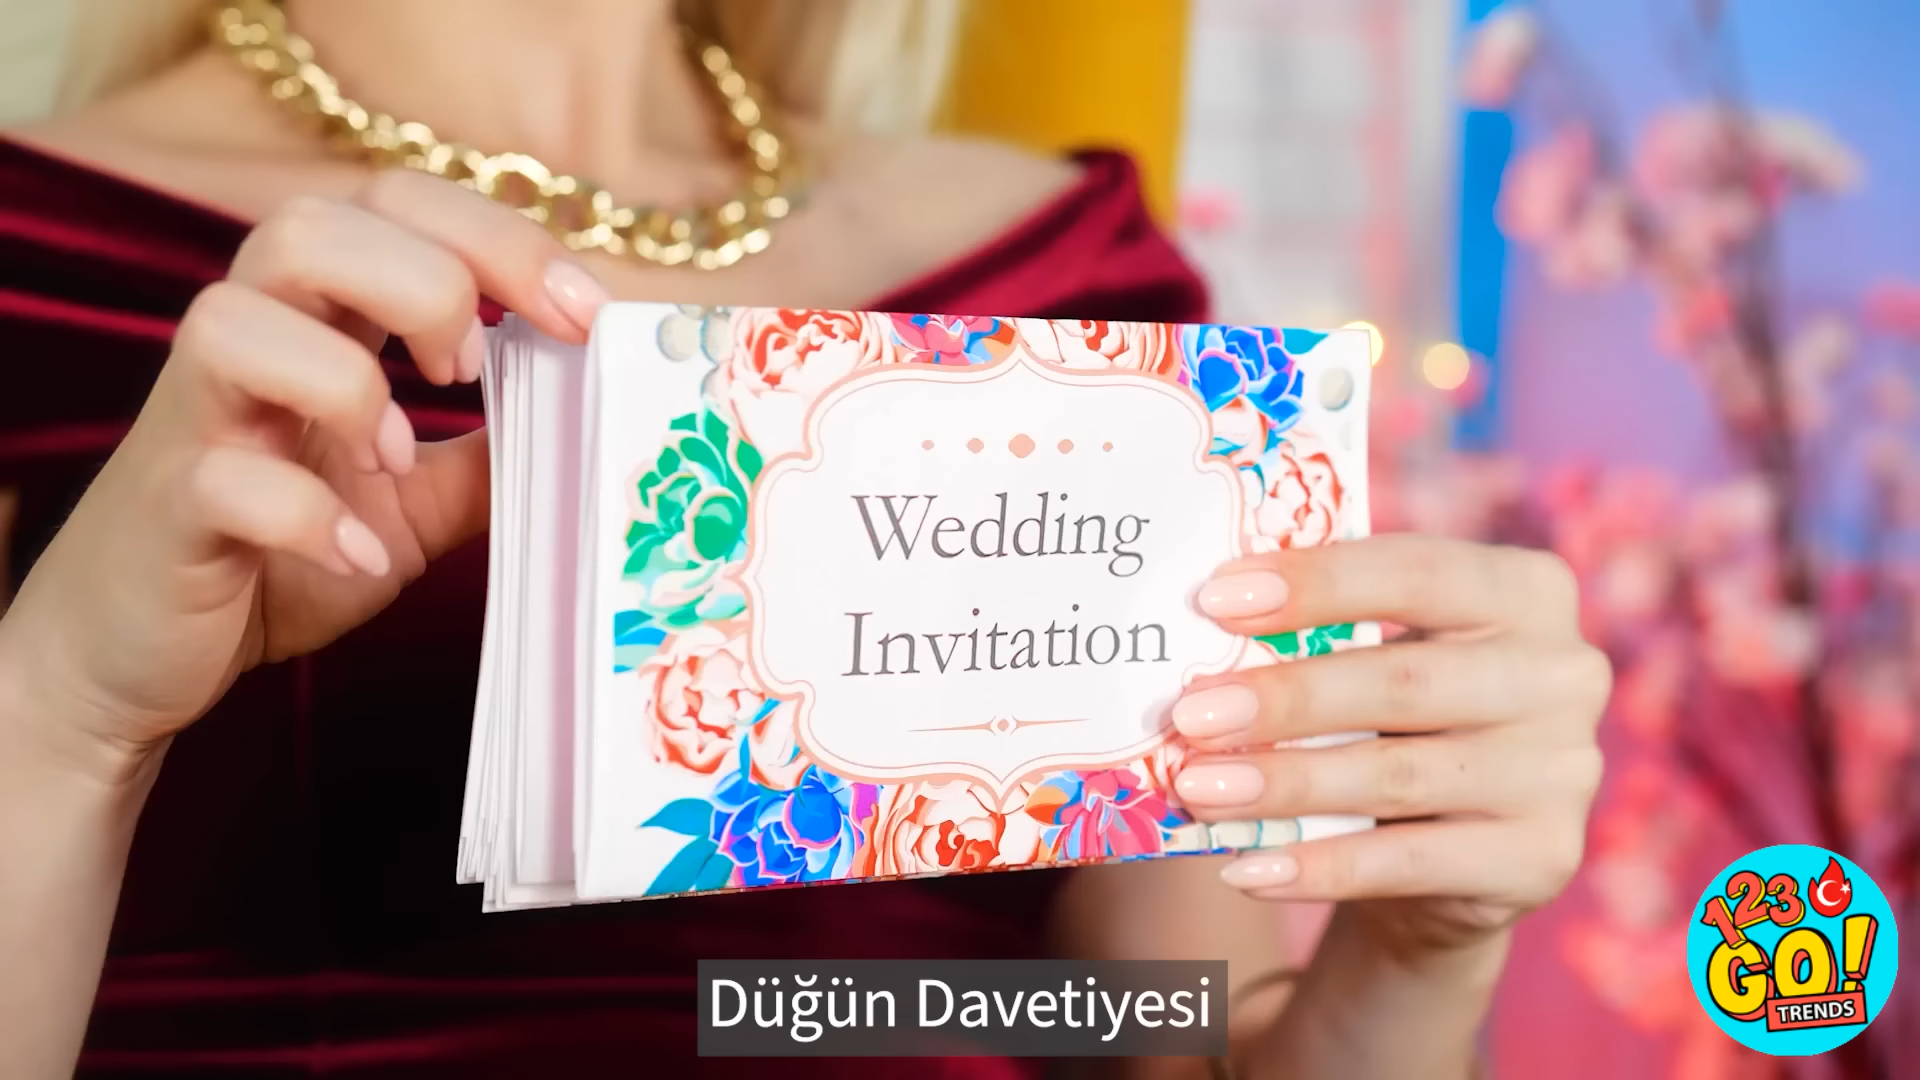 Wedding
Invitation
Düğün Davetiyesi
123
GO!
TRENDS